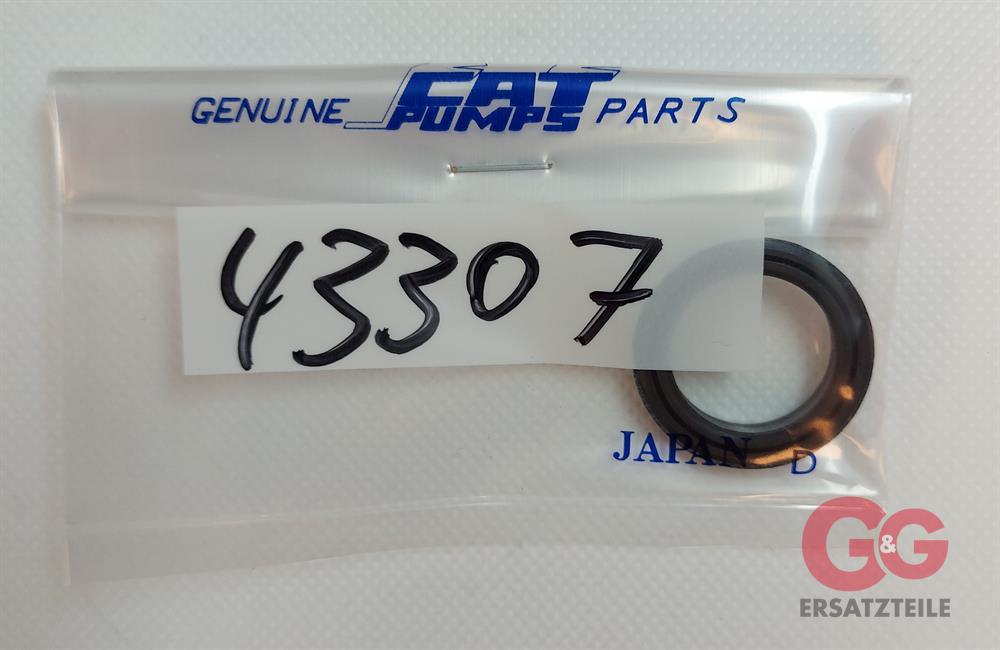 GENUINE CAT PUMPS PARTS
43307
JAPAN D
G&G
ERSATZTEILE